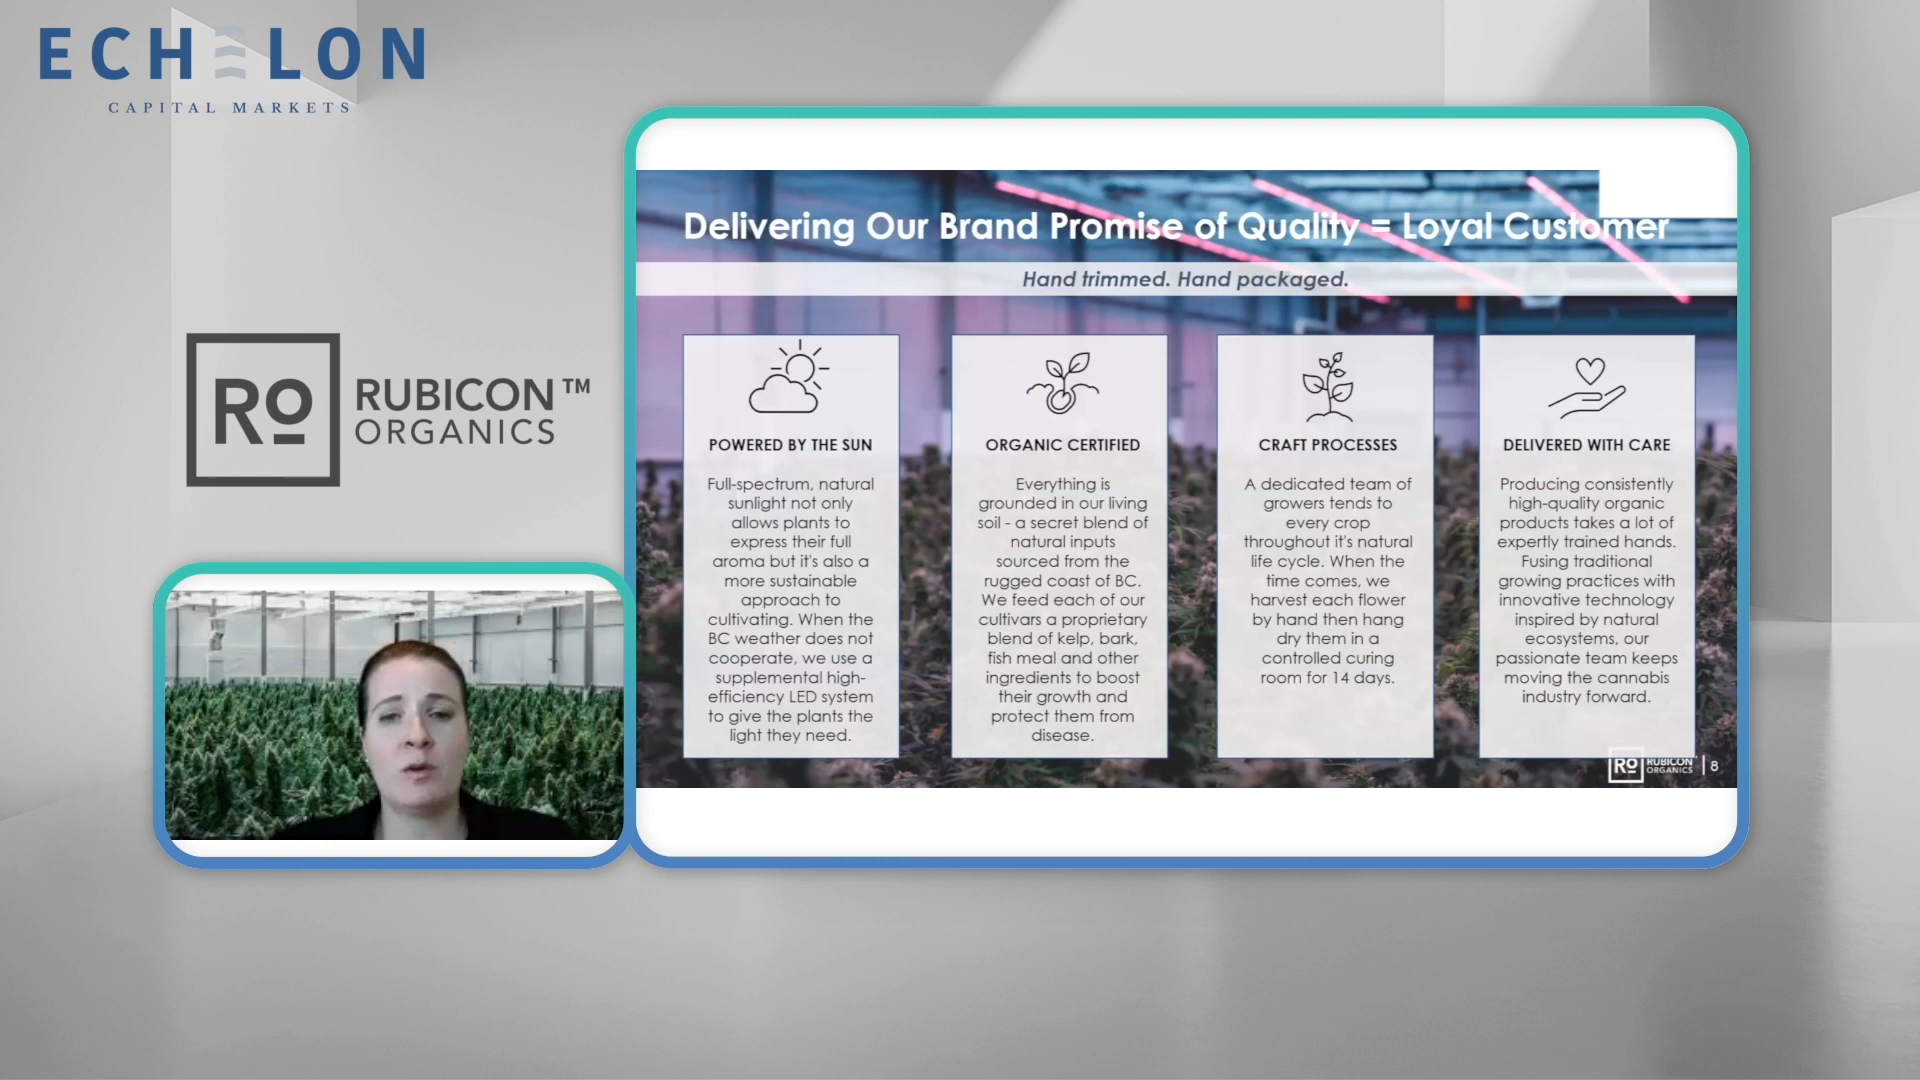 ECHELON
CAPITAL MARKETS
RO
RUBICON™
ORGANICS
Delivering Our Brand Promise of Quality = Loyal Customer
Hand trimmed. Hand packaged.
POWERED BY THE SUN
Full-spectrum, natural
sunlight not only
allows plants to
express their full
aroma but it's also a
more sustainable
approach to
cultivating. When the
BC weather does not
cooperate, we use a
supplemental high-
efficiency LED system
to give the plants the
light they need.
ORGANIC CERTIFIED
Everything is
grounded in our living
soil - a secret blend of
natural inputs
sourced from the
rugged coast of BC.
We feed each of our
cultivars a proprietary
blend of kelp, bark,
fish meal and other
ingredients to boost
their growth and
protect them from
disease.
CRAFT PROCESSES
A dedicated team of
growers tends to
every crop
throughout it's natural
life cycle. When the
time comes, we
harvest each flower
by hand then hang
dry them in a
controlled curing
room for 14 days.
DELIVERED WITH CARE
Producing consistently
high-quality organic
products takes a lot of
expertly trained hands.
Fusing traditional
growing practices with
innovative technology
inspired by natural
ecosystems, our
passionate team keeps
moving the cannabis
industry forward.
RO
RUBICON
ORGANICS
8